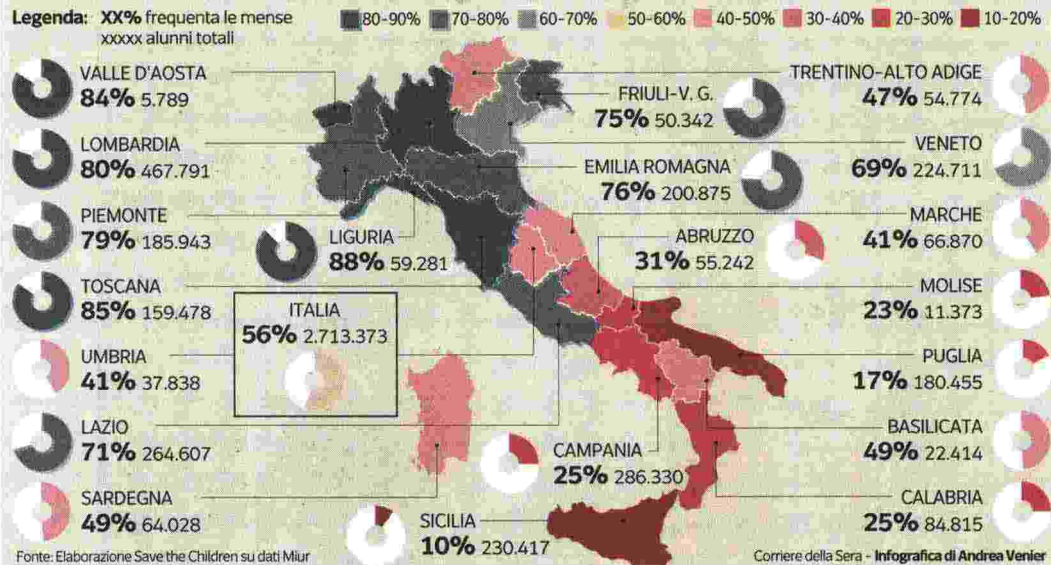 Legenda: XX% frequenta le mense
xxxxx alunni totali
80-90% 70-80% 60-70% 50-60% 40-50% 30-40% 20-30% 10-20%
VALLE D'AOSTA
84% 5.789
LOMBARDIA
80% 467.791
PIEMONTE
79% 185.943
TOSCANA
85% 159.478
UMBRIA
41% 37.838
LAZIO
71% 264.607
SARDEGNA
49% 64.028
LIGURIA
88% 59.281
ITALIA
56% 2.713.373
SICILIA
10% 230.417
CAMPANIA
25% 286.330
FRIULI-V. G.
75% 50.342
EMILIA ROMAGNA
76% 200.875
ABRUZZO
31% 55.242
TRENTINO-ALTO ADIGE
47% 54.774
VENETO
69% 224.711
MARCHE
41% 66.870
MOLISE
23% 11.373
PUGLIA
17% 180.455
BASILICATA
49% 22.414
CALABRIA
25% 84.815
Fonte: Elaborazione Save the Children su dati Miur
Corriere della Sera - Infografica di Andrea Venier